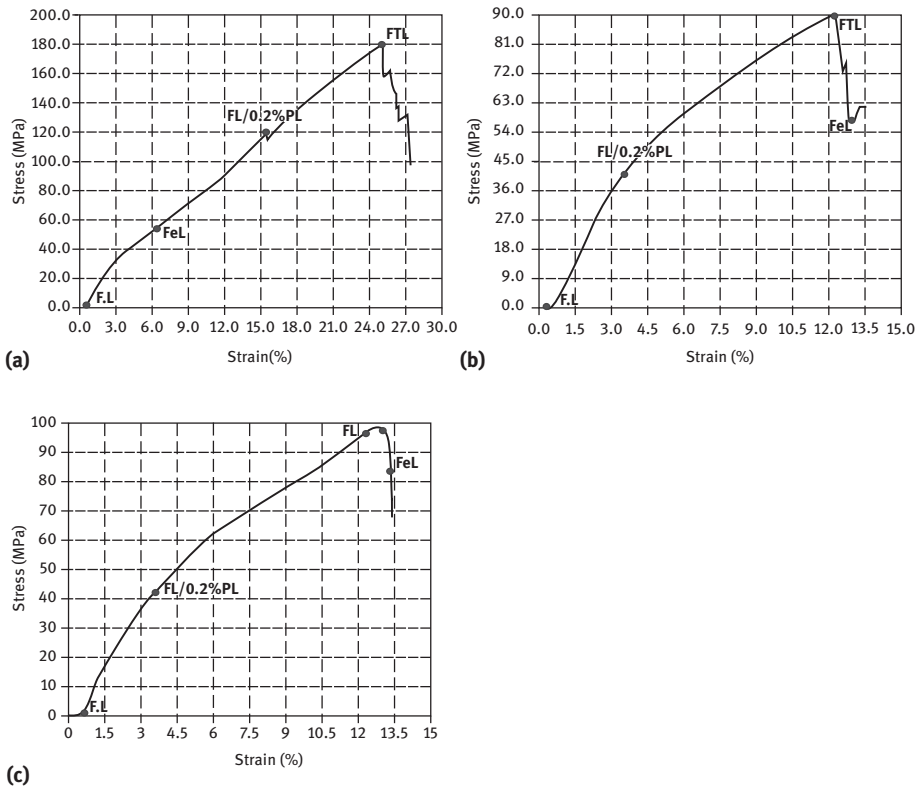 200.0
180.0
160.0
140.0
120.0
100.0
80.0
60.0
40.0
20.0
0.0
Stress (MPa)
FTL
FL/0.2%PL
FeL
F.L
0.0 3.0 6.0 9.0 12.0 15.0 18.0 21.0 24.0 27.0 30.0
Strain(%)
(a)
90.0
81.0
72.0
63.0
54.0
45.0
36.0
27.0
18.0
9.0
0.0
Stress (MPa)
FTL
FeL
FL/0.2%PL
F.L
0.0 1.5 3.0 4.5 6.0 7.5 9.0 10.5 12.0 13.5 15.0
Strain (%)
(b)
100
90
80
70
60
50
40
30
20
10
0
Stress (MPa)
FL
FeL
FL/0.2%PL
F.L
0 1.5 3 4.5 6 7.5 9 10.5 12 13.5 15
Strain (%)
(c)